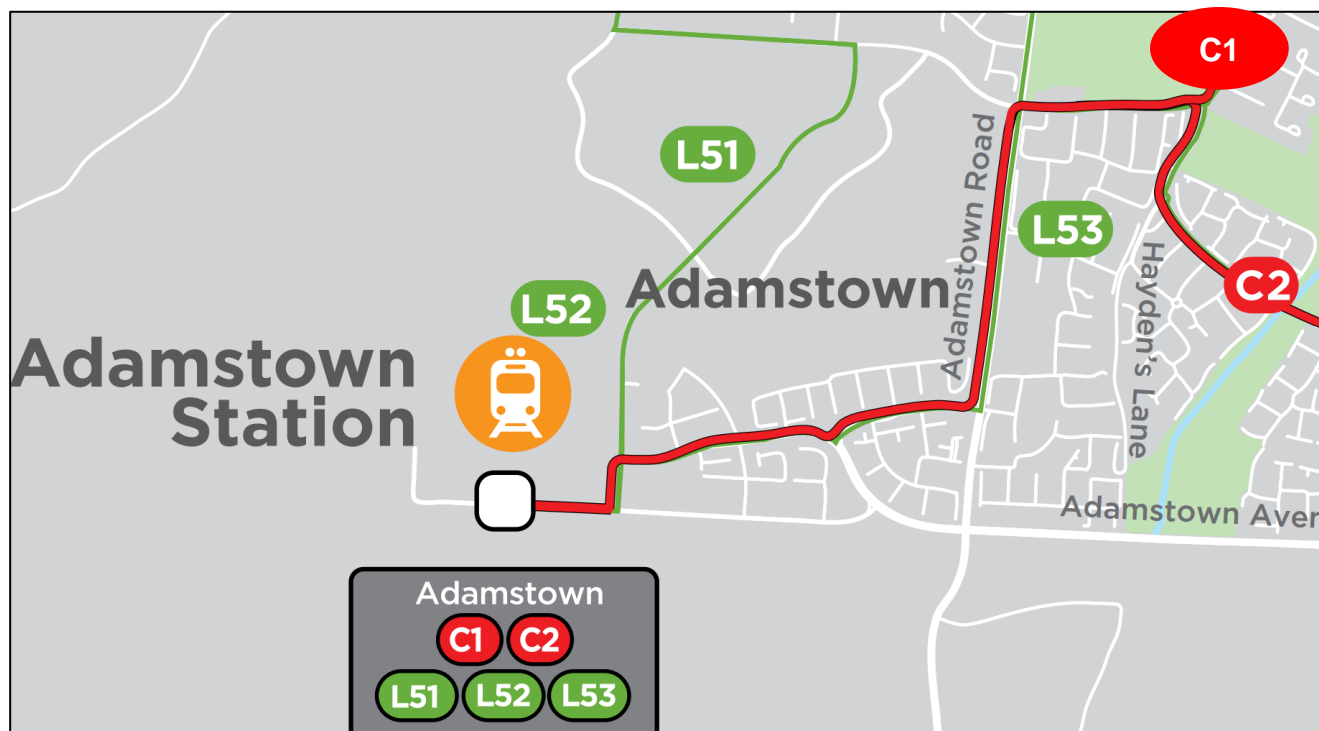 C1
L51
Adamstown Road
L53
Hayden's Lane
C2
Adamstown
L52
Adamstown
Station
Adamstown Aven
Adamstown
C1 C2
L51 L52 L53